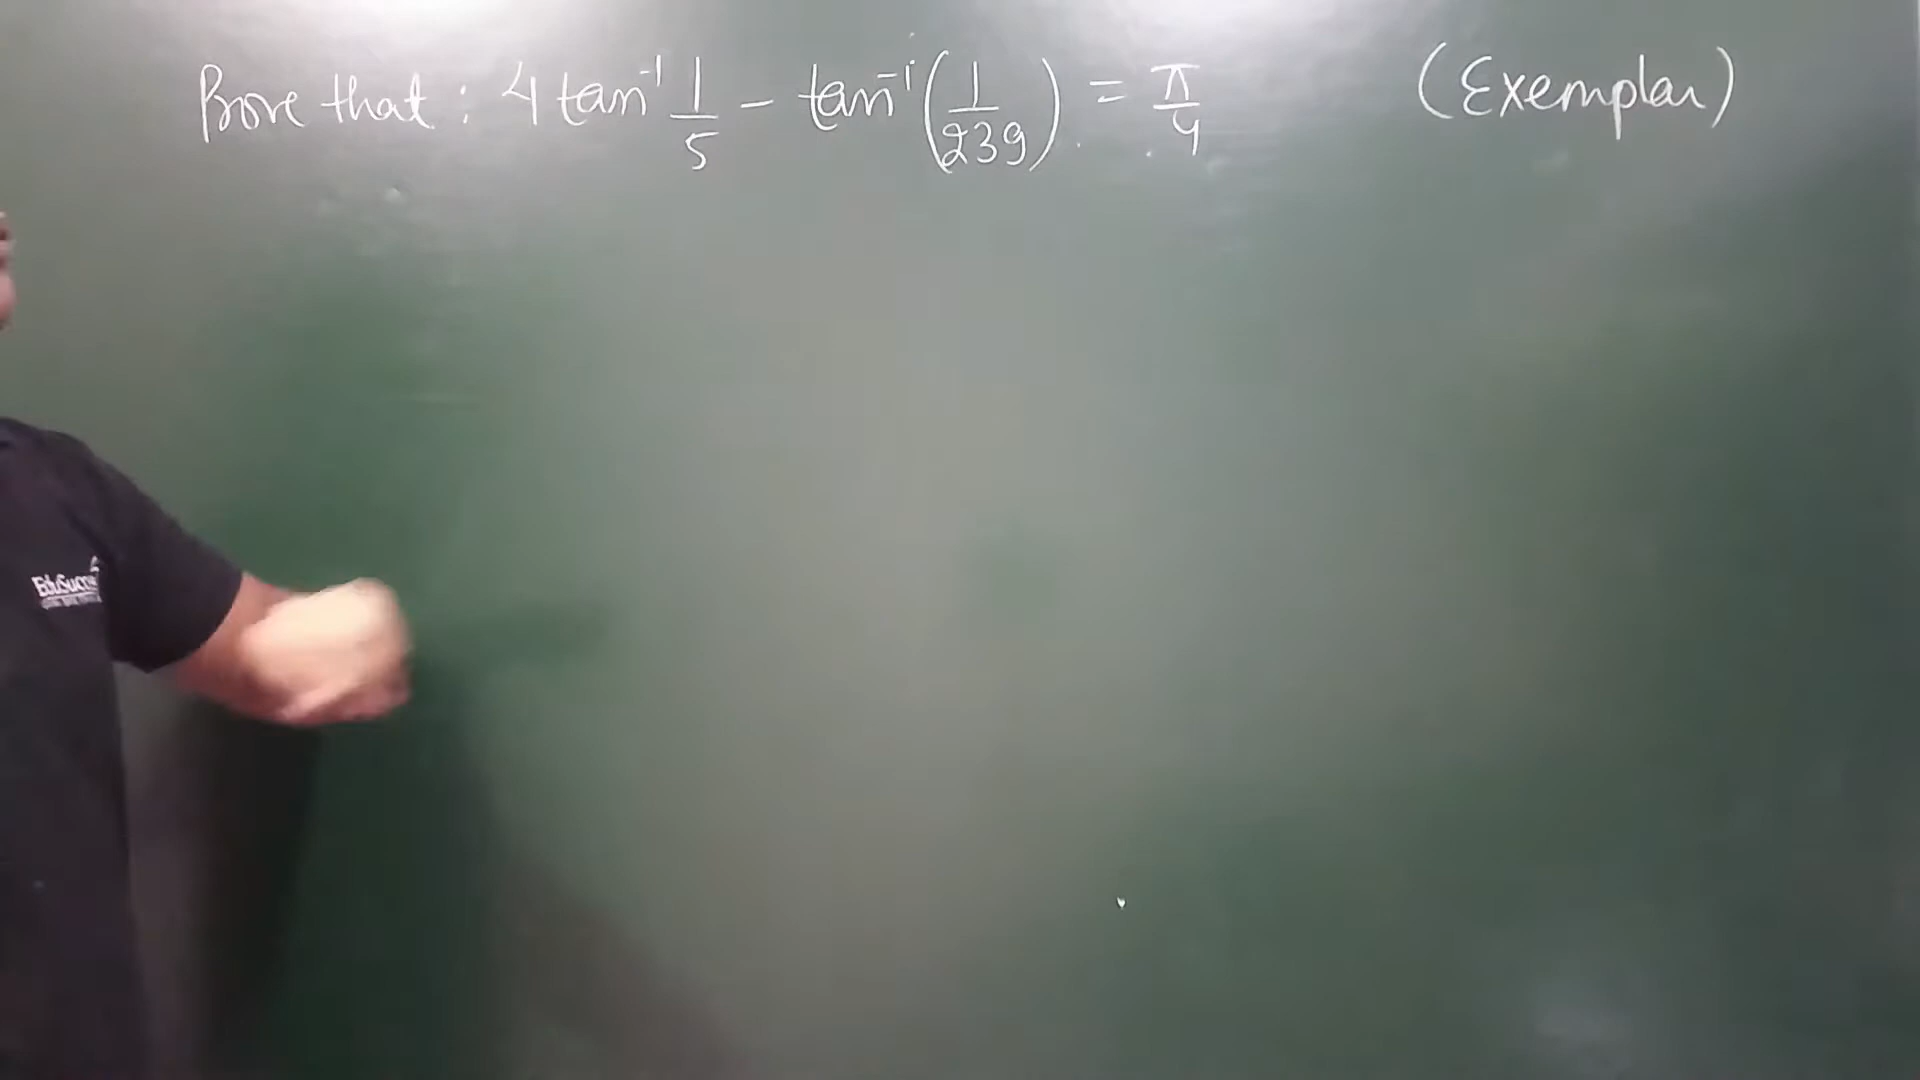 Prove that : 4 tan⁻¹ 1/5 - tan⁻¹ (1/239) = π/4 (Exemplar)